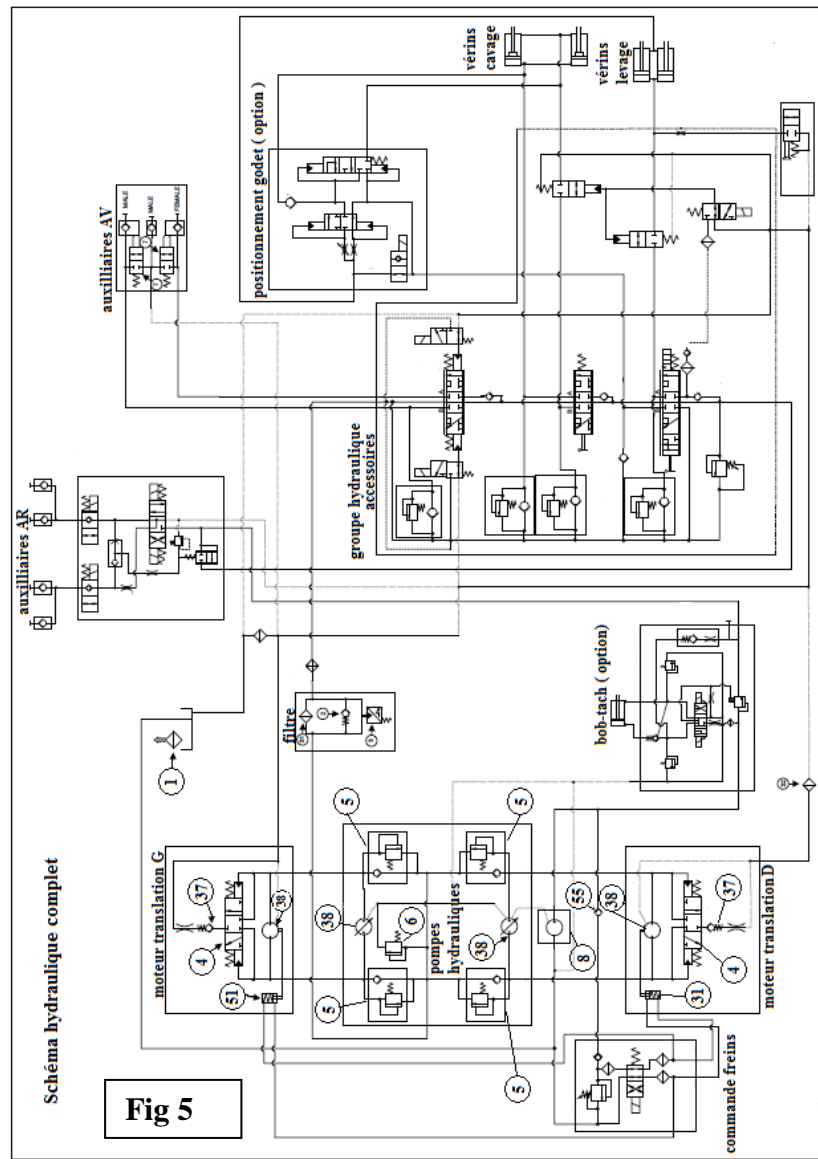 Schéma hydraulique complet
Fig 5
vérins
cavage
vérins
levage
positionnement godet ( option )
MALE
MALE
FEMALE
auxilliaires AV
groupe hydraulique
accessoires
A
B
A
B
A
B
auxilliaires AR
filtre
2
3
1
bob-tach ( option )
moteur translation G
37
38
4
51
5
5
38
6
pompes
hydrauliques
38
5
5
8
55
38
37
4
31
moteur translation D
commande freins